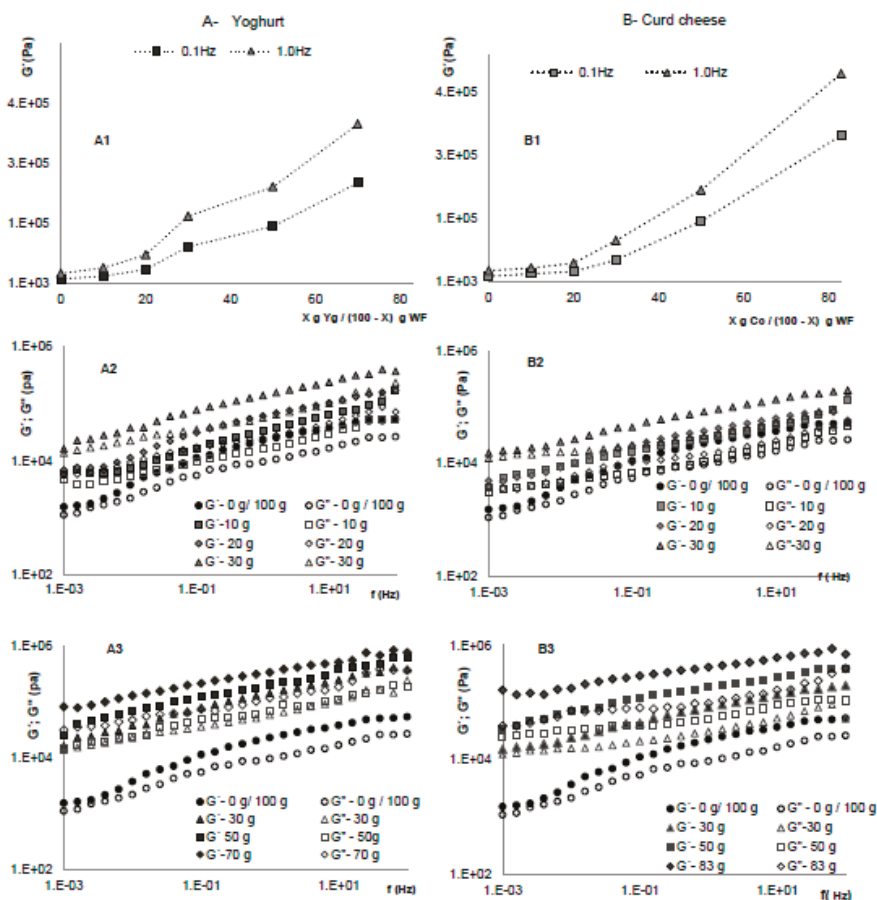 A- Yoghurt
B- Curd cheese
G´(Pa)
0.1Hz
1.0Hz
4.E+05
A1
3.E+05
1.E+05
1.E+03
0 20 40 60 80
X g Yg / (100 - X) g WF
G´(Pa)
0.1Hz
1.0Hz
4.E+05
B1
3.E+05
1.E+05
1.E+03
0 20 40 60 80
X g Co / (100 - X) g WF
1.E+06
A2
G´; G" (pa)
1.E+04
G´- 0 g/ 100 g
G"- 0 g / 100 g
G´-10 g
G"- 10 g
G´- 20 g
G"- 20 g
G´- 30 g
G"- 30 g
1.E+02
1.E-03 1.E-01 1.E+01
f (Hz)
1.E+06
B2
G´; G" (Pa)
1.E+04
G´- 0 g/100 g
G"- 0 g / 100 g
G´- 10 g
G"- 10 g
G´- 20 g
G"- 20 g
G´- 30 g
G"-30 g
1.E+02
1.E-03 1.E-01 1.E+01
f( Hz)
1.E+06
A3
G´; G" (pa)
1.E+04
G´- 0 g/ 100 g
G"- 0 g / 100 g
G´- 30 g
G"- 30 g
G´ 50 g
G"- 50g
G´-70 g
G"- 70 g
1.E+02
1.E-03 1.E-01 1.E+01
f (Hz)
1.E+06
B3
G´; G" (Pa)
1.E+04
G´- 0 g/100 g
G"- 0 g / 100 g
G´- 30 g
G"-30 g
G´- 50 g
G"- 50 g
G´- 83 g
G"- 83 g
1.E+02
1.E-03 1.E-01 1.E+01
f( Hz)